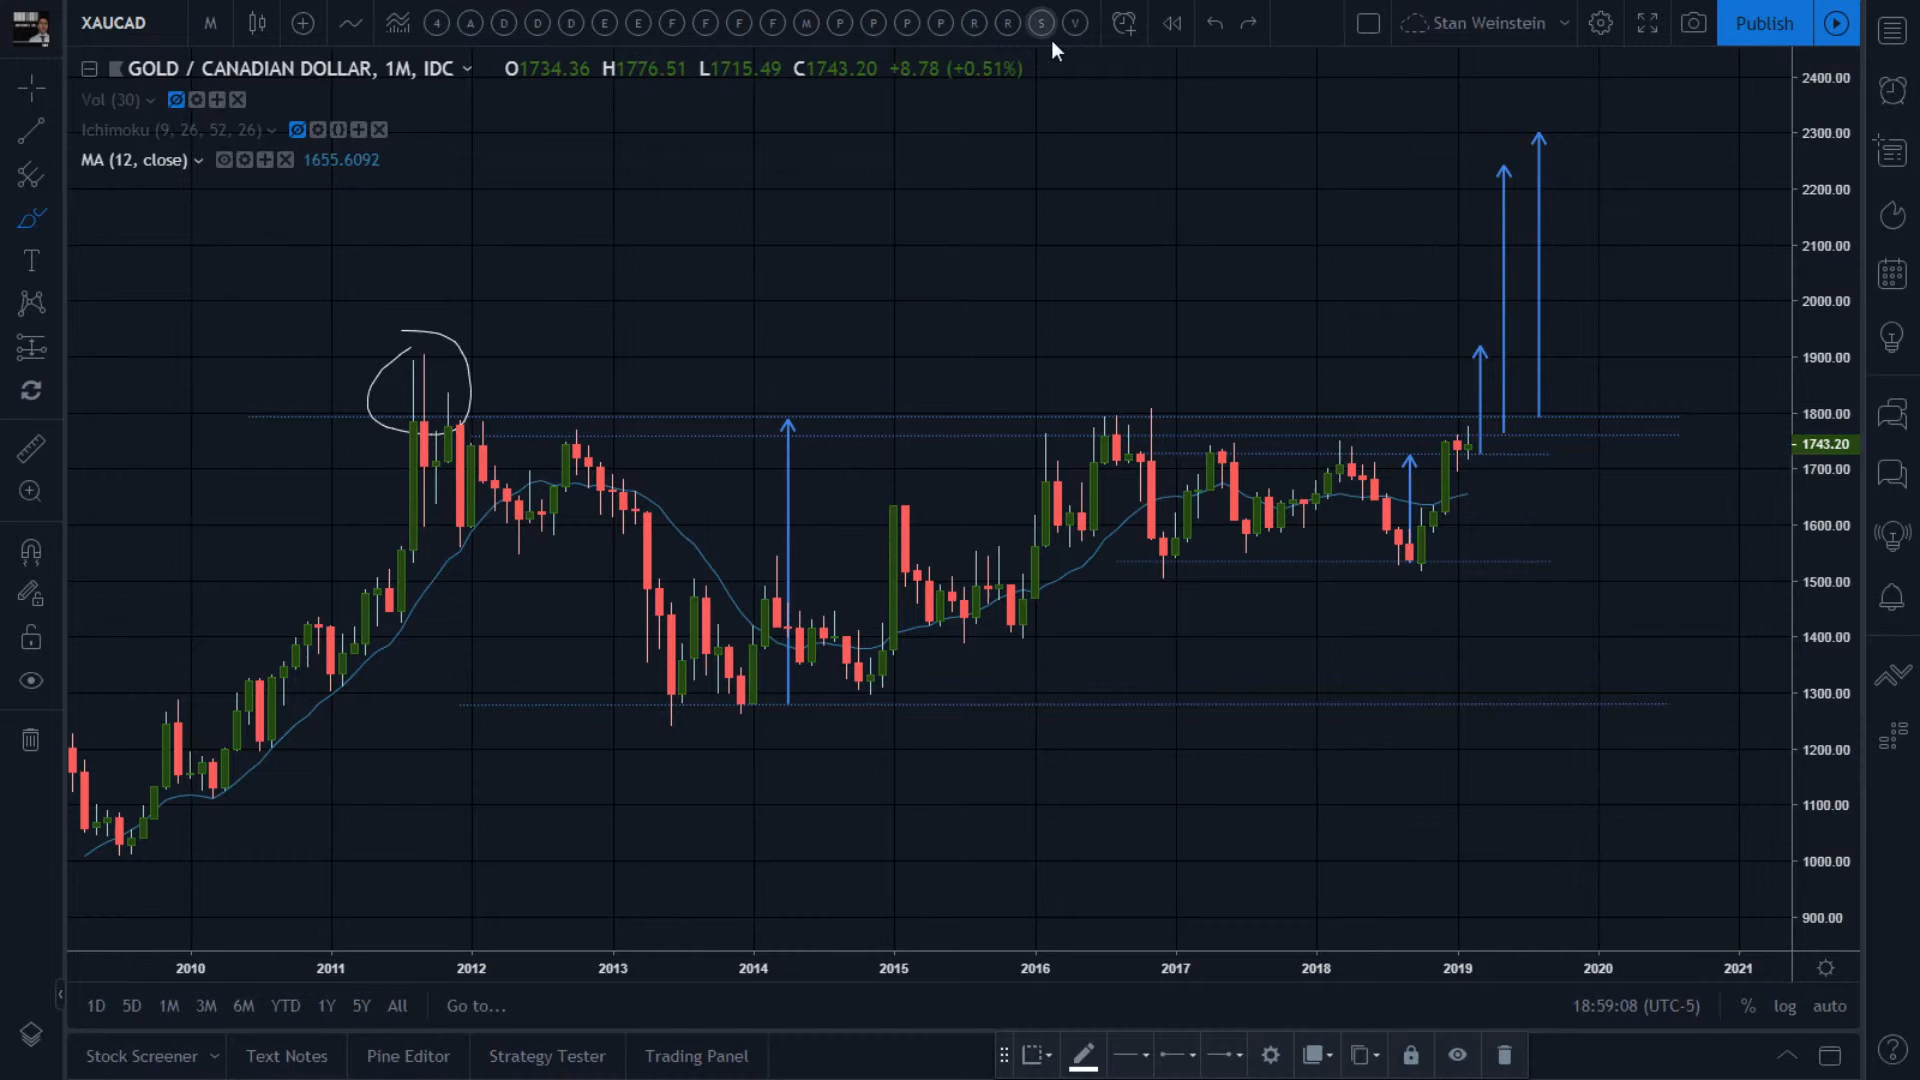 XAUCAD M 4 A D D D E E F F F F M P P P P R R S V Stan Weinstein Publish
GOLD / CANADIAN DOLLAR, 1M, IDC O1734.36 H1776.51 L1715.49 C1743.20 +8.78 (+0.51%)
Vol (30)
Ichimoku (9, 26, 52, 26)
MA (12, close) 1655.6092
2400.00
2300.00
2200.00
2100.00
2000.00
1900.00
1800.00
1743.20
1700.00
1600.00
1500.00
1400.00
1300.00
1200.00
1100.00
1000.00
900.00
2010 2011 2012 2013 2014 2015 2016 2017 2018 2019 2020 2021
1D 5D 1M 3M 6M YTD 1Y 5Y All Go to... 18:59:08 (UTC-5) % log auto
Stock Screener Text Notes Pine Editor Strategy Tester Trading Panel